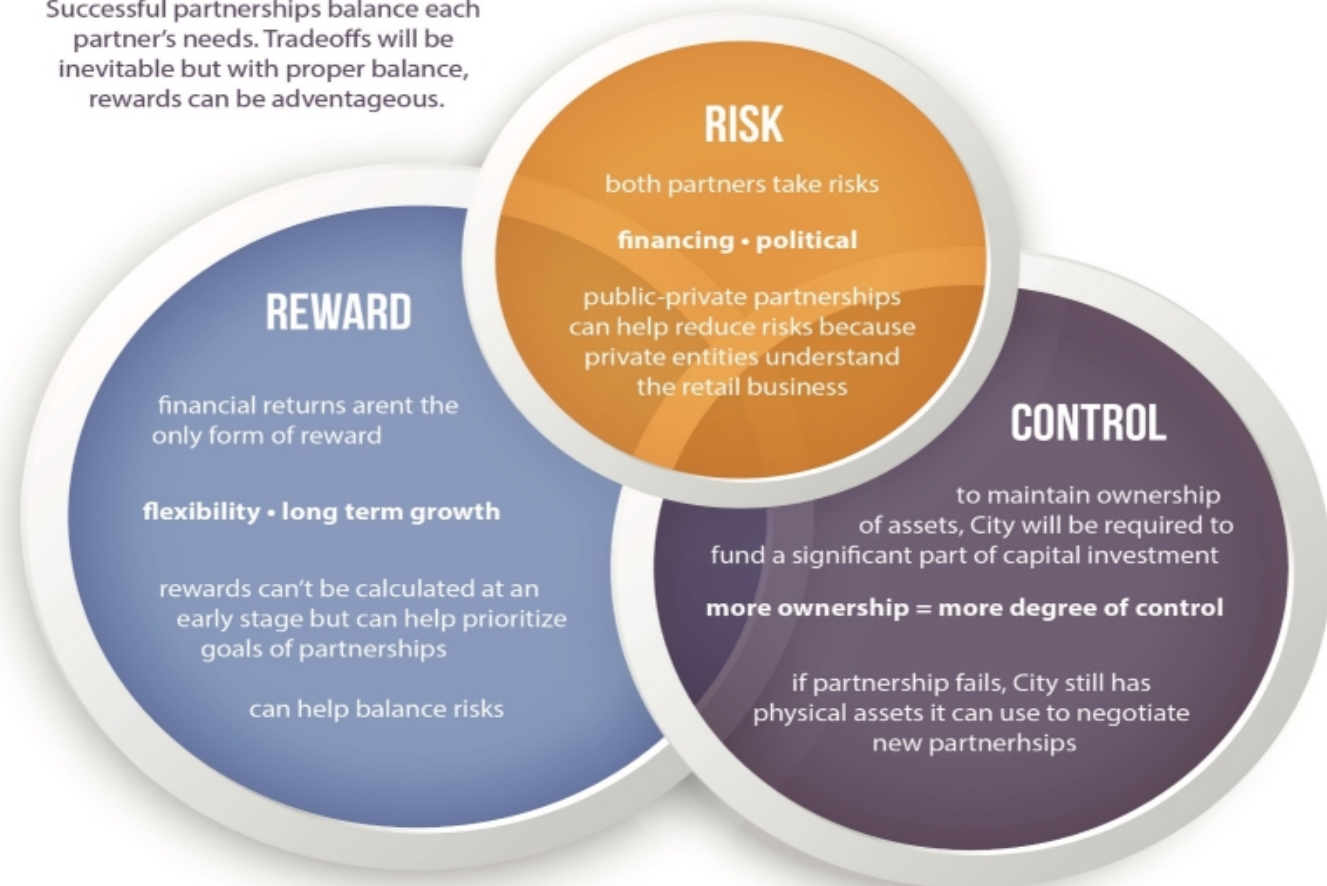 Successful partnerships balance each
partner's needs. Tradeoffs will be
inevitable but with proper balance,
rewards can be adventageous.
RISK
both partners take risks
financing • political
public-private partnerships
can help reduce risks because
private entities understand
the retail business
REWARD
financial returns arent the
only form of reward
flexibility • long term growth
rewards can't be calculated at an
early stage but can help prioritize
goals of partnerships
can help balance risks
CONTROL
to maintain ownership
of assets, City will be required to
fund a significant part of capital investment
more ownership = more degree of control
if partnership fails, City still has
physical assets it can use to negotiate
new partnerhsips